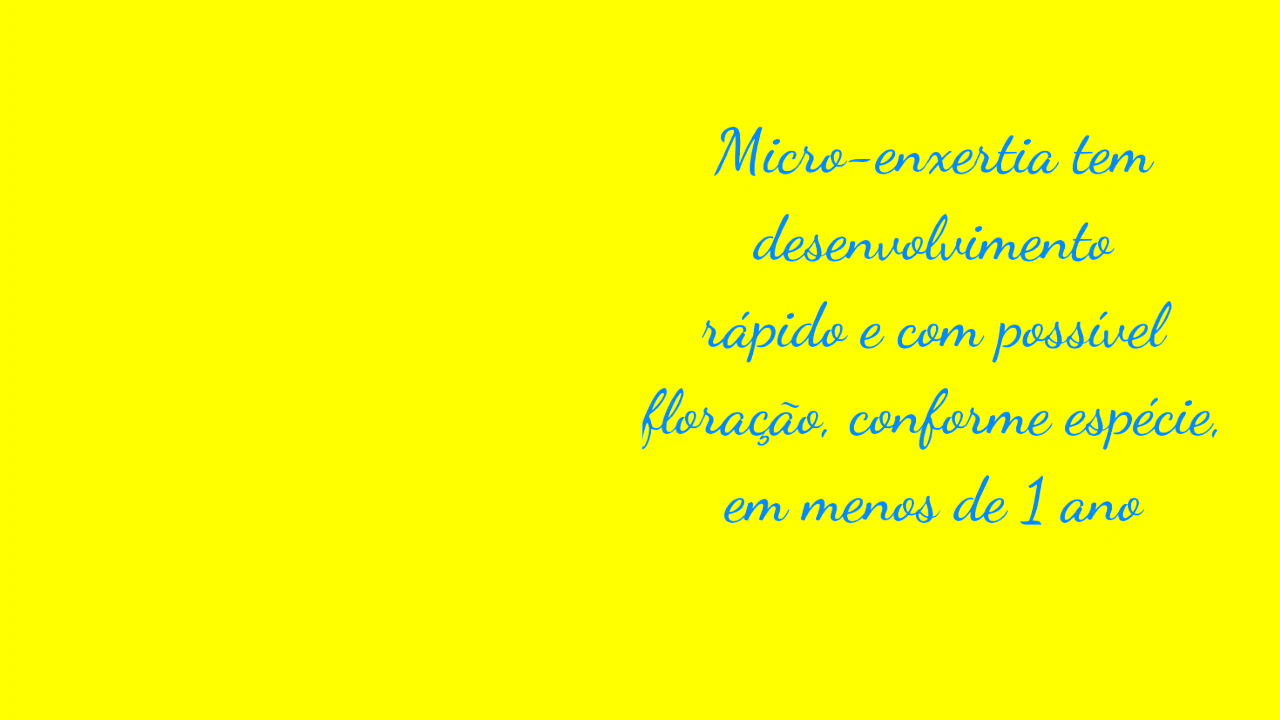 Micro-enxertia tem
desenvolvimento
rápido e com possível
floração, conforme espécie,
em menos de 1 ano